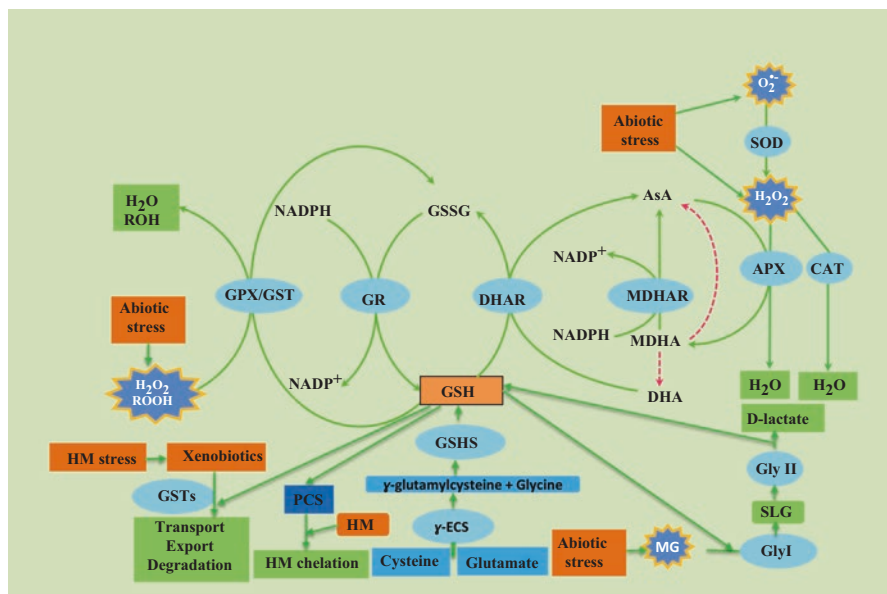 O₂•-
Abiotic
stress
SOD
H₂O
ROH
NADPH
GSSG
AsA
H₂O₂
NADP⁺
GPX/GST
GR
DHAR
MDHAR
APX
CAT
Abiotic
stress
NADPH
MDHA
H₂O₂
ROOH
NADP⁺
GSH
DHA
H₂O
H₂O
D-lactate
GSHS
HM stress
Xenobiotics
Gly II
GSTs
PCS
γ-glutamylcysteine + Glycine
SLG
Transport
Export
Degradation
HM
γ-ECS
Abiotic
stress
MG
GlyI
HM chelation
Cysteine
Glutamate